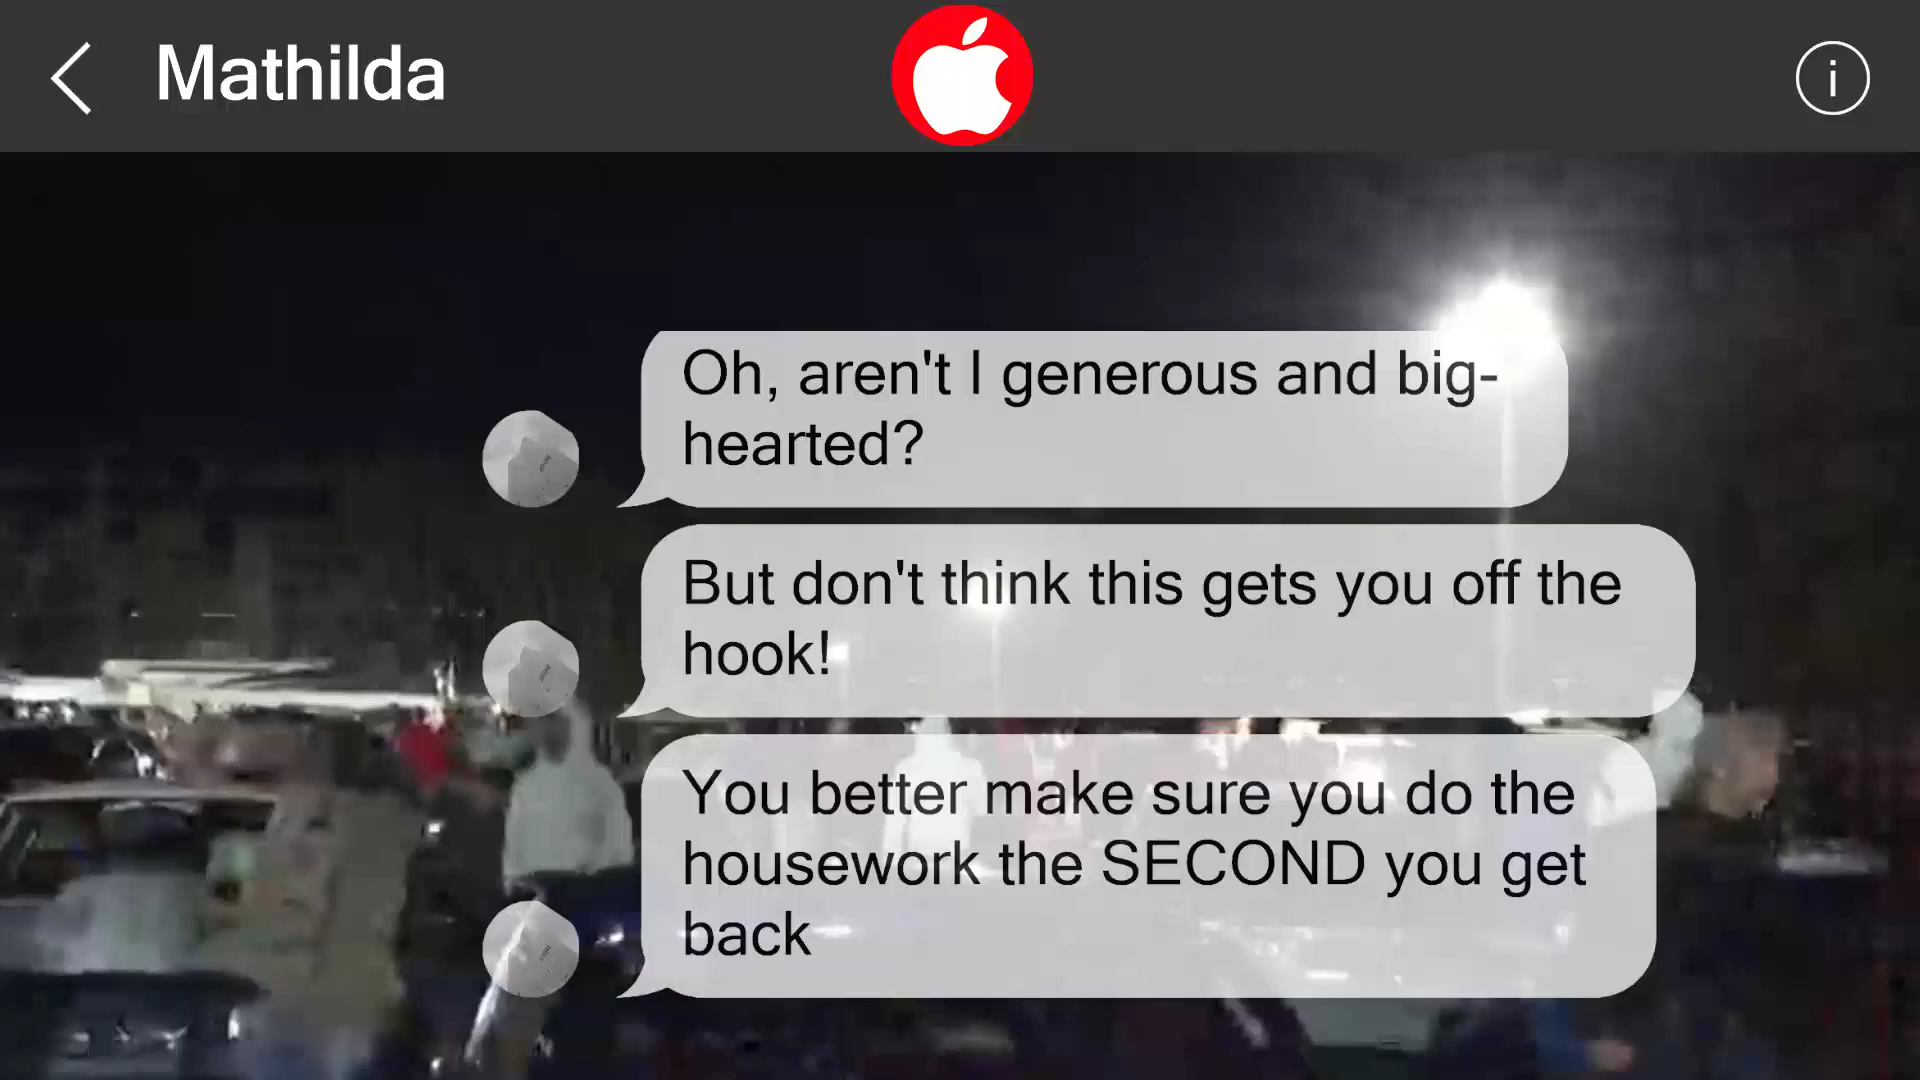 Mathilda
Oh, aren't I generous and big-
hearted?
But don't think this gets you off the
hook!
You better make sure you do the
housework the SECOND you get
back